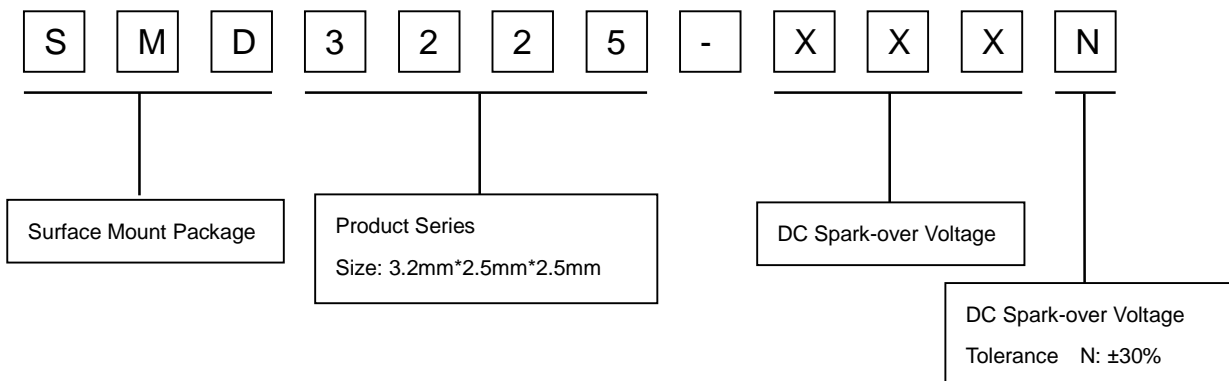 S M D 3 2 2 5 - X X X N
Surface Mount Package
Product Series
Size: 3.2mm*2.5mm*2.5mm
DC Spark-over Voltage
DC Spark-over Voltage
Tolerance N: ±30%